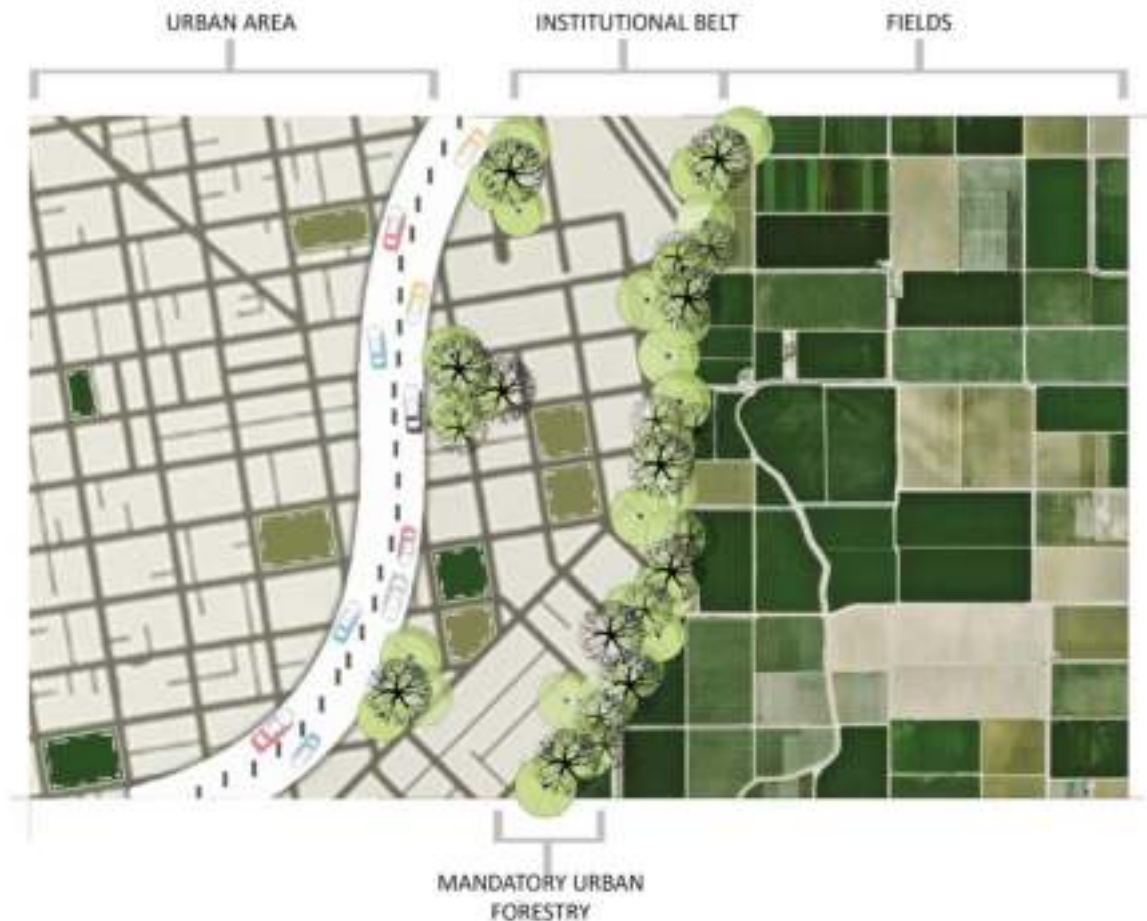 URBAN AREA
INSTITUTIONAL BELT
FIELDS
MANDATORY URBAN
FORESTRY